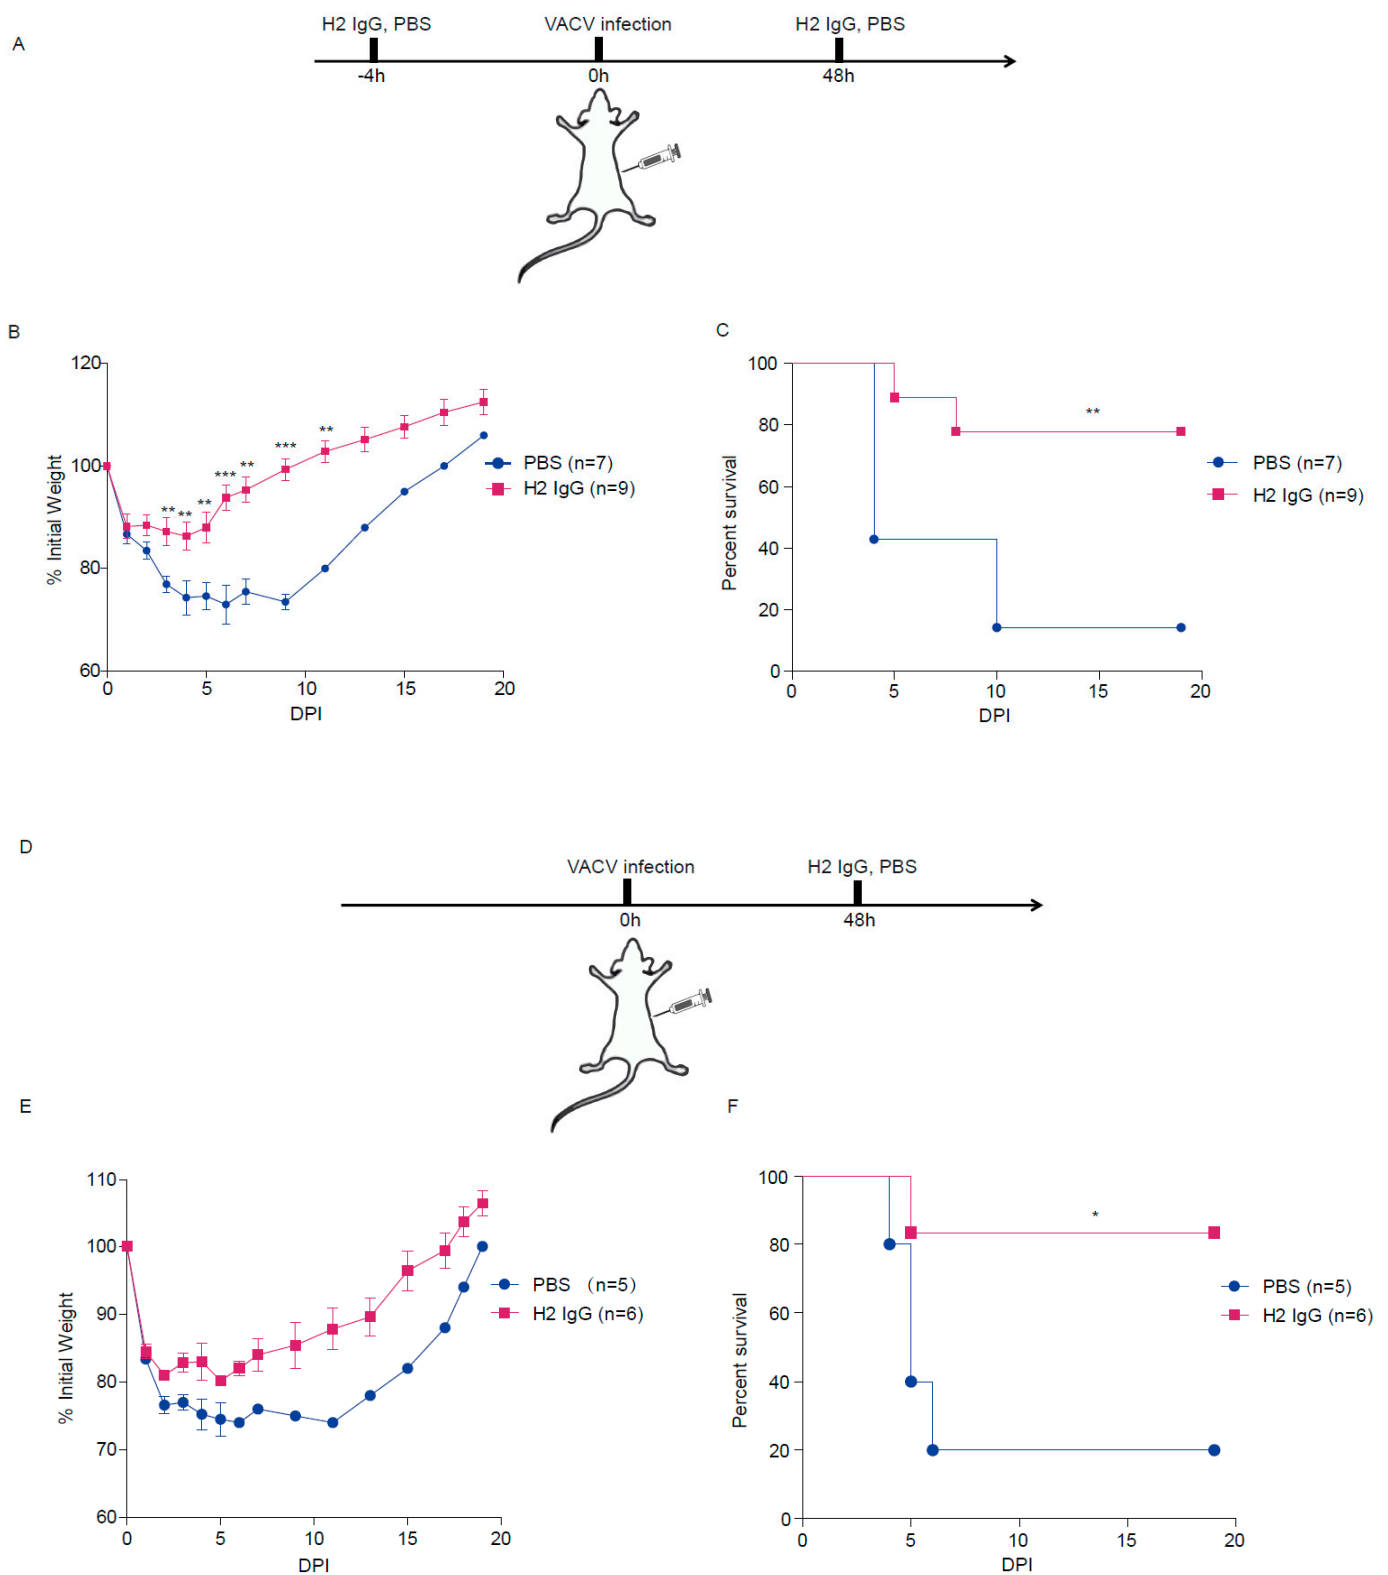 A
H2 IgG, PBS
VACV infection
H2 IgG, PBS
-4h
0h
48h
B
120
100
80
60
0
5
10
15
20
% Initial Weight
DPI
** ** ** *** ** *** **
PBS (n=7)
H2 IgG (n=9)
C
100
80
60
40
20
0
0
5
10
15
20
Percent survival
DPI
**
PBS (n=7)
H2 IgG (n=9)
D
VACV infection
H2 IgG, PBS
0h
48h
E
110
100
90
80
70
60
0
5
10
15
20
% Initial Weight
DPI
PBS （n=5）
H2 IgG (n=6)
F
100
80
60
40
20
0
0
5
10
15
20
Percent survival
DPI
*
PBS (n=5)
H2 IgG (n=6)